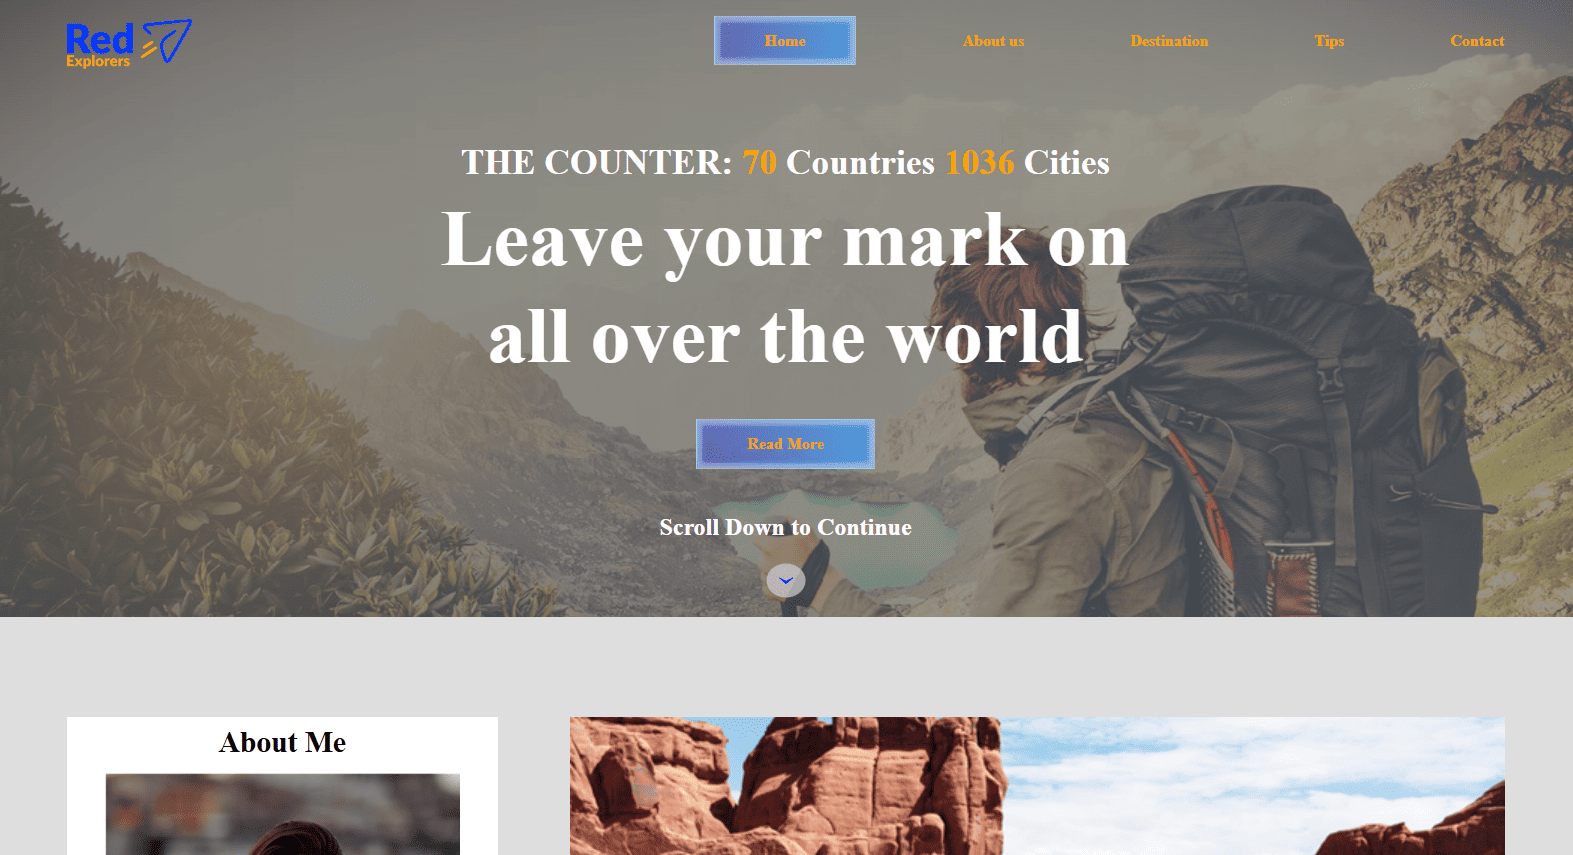 Red
Explorers
Home
About us
Destination
Tips
Contact
THE COUNTER: 70 Countries 1036 Cities
Leave your mark on
all over the world
Read More
Scroll Down to Continue
About Me